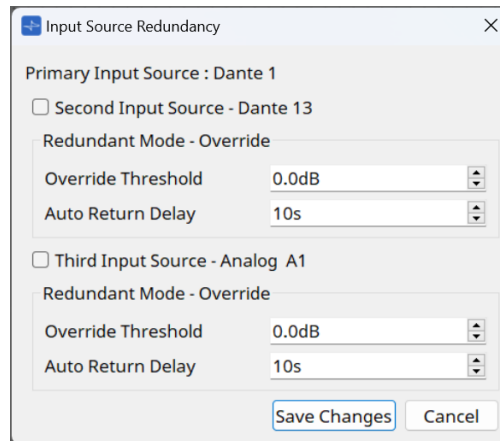 Input Source Redundancy
Primary Input Source : Dante 1
Second Input Source - Dante 13
Redundant Mode - Override
Override Threshold 0.0dB
Auto Return Delay 10s
Third Input Source - Analog A1
Redundant Mode - Override
Override Threshold 0.0dB
Auto Return Delay 10s
Save Changes Cancel